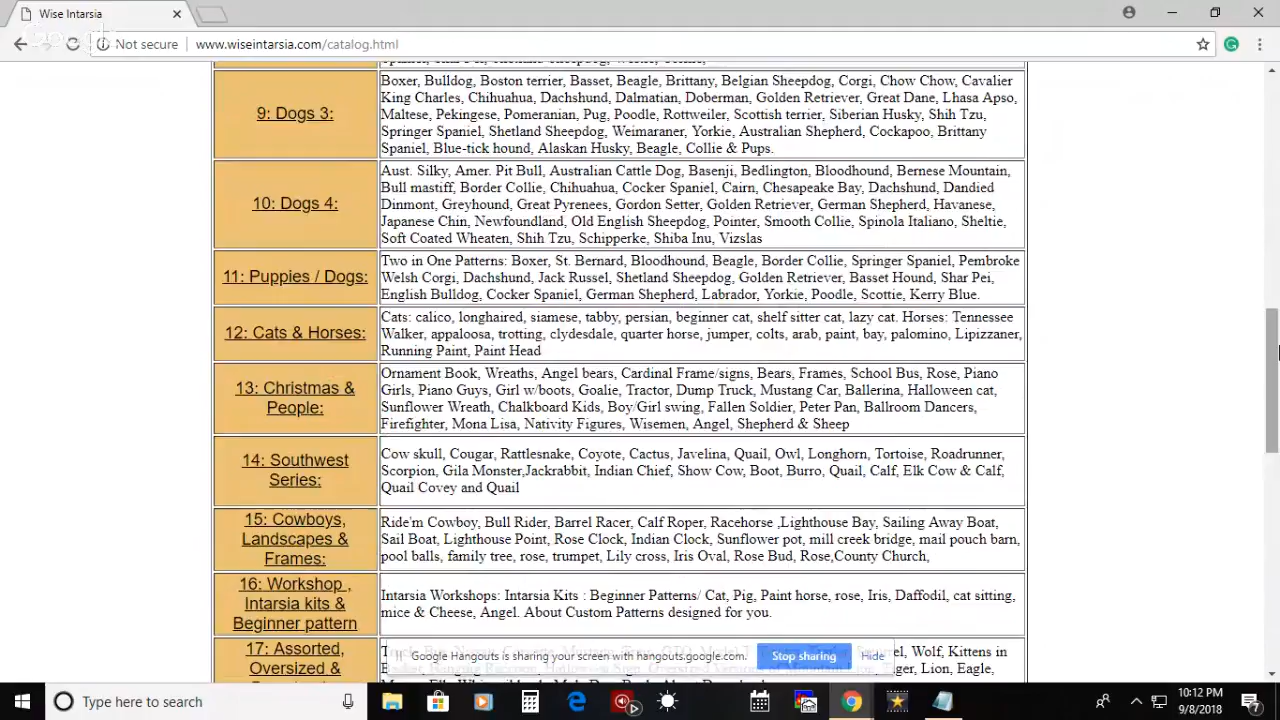 Wise Intarsia
Not secure
www.wiseintarsia.com/catalog.html
9: Dogs 3:
Boxer, Bulldog, Boston terrier, Basset, Beagle, Brittany, Belgian Sheepdog, Corgi, Chow Chow, Cavalier
King Charles, Chihuahua, Dachshund, Dalmatian, Doberman, Golden Retriever, Great Dane, Lhasa Apso,
Maltese, Pekingese, Pomeranian, Pug, Poodle, Rottweiler, Scottish terrier, Siberian Husky, Shih Tzu,
Springer Spaniel, Shetland Sheepdog, Weimaraner, Yorkie, Australian Shepherd, Cockapoo, Brittany
Spaniel, Blue-tick hound, Alaskan Husky, Beagle, Collie & Pups.
10: Dogs 4:
Aust. Silky, Amer. Pit Bull, Australian Cattle Dog, Basenji, Bedlington, Bloodhound, Bernese Mountain,
Bull mastiff, Border Collie, Chihuahua, Cocker Spaniel, Cairn, Chesapeake Bay, Dachshund, Dandied
Dinmont, Greyhound, Great Pyrenees, Gordon Setter, Golden Retriever, German Shepherd, Havanese,
Japanese Chin, Newfoundland, Old English Sheepdog, Pointer, Smooth Collie, Spinola Italiano, Sheltie,
Soft Coated Wheaten, Shih Tzu, Schipperke, Shiba Inu, Vizslas
11: Puppies / Dogs:
Two in One Patterns: Boxer, St. Bernard, Bloodhound, Beagle, Border Collie, Springer Spaniel, Pembroke
Welsh Corgi, Dachshund, Jack Russel, Shetland Sheepdog, Golden Retriever, Basset Hound, Shar Pei,
English Bulldog, Cocker Spaniel, German Shepherd, Labrador, Yorkie, Poodle, Scottie, Kerry Blue.
12: Cats & Horses:
Cats: calico, longhaired, siamese, tabby, persian, beginner cat, shelf sitter cat, lazy cat. Horses: Tennessee
Walker, appaloosa, trotting, clydesdale, quarter horse, jumper, colts, arab, paint, bay, palomino, Lipizzaner,
Running Paint, Paint Head
13: Christmas &
People:
Ornament Book, Wreaths, Angel bears, Cardinal Frame/signs, Bears, Frames, School Bus, Rose, Piano
Girls, Piano Guys, Girl w/boots, Goalie, Tractor, Dump Truck, Mustang Car, Ballerina, Halloween cat,
Sunflower Wreath, Chalkboard Kids, Boy/Girl swing, Fallen Soldier, Peter Pan, Ballroom Dancers,
Firefighter, Mona Lisa, Nativity Figures, Wisemen, Angel, Shepherd & Sheep
14: Southwest
Series:
Cow skull, Cougar, Rattlesnake, Coyote, Cactus, Javelina, Quail, Owl, Longhorn, Tortoise, Roadrunner,
Scorpion, Gila Monster,Jackrabbit, Indian Chief, Show Cow, Boot, Burro, Quail, Calf, Elk Cow & Calf,
Quail Covey and Quail
15: Cowboys,
Landscapes &
Frames:
Ride'm Cowboy, Bull Rider, Barrel Racer, Calf Roper, Racehorse ,Lighthouse Bay, Sailing Away Boat,
Sail Boat, Lighthouse Point, Rose Clock, Indian Clock, Sunflower pot, mill creek bridge, mail pouch barn,
pool balls, family tree, rose, trumpet, Lily cross, Iris Oval, Rose Bud, Rose,County Church,
16: Workshop ,
Intarsia kits &
Beginner pattern
Intarsia Workshops: Intarsia Kits : Beginner Patterns/ Cat, Pig, Paint horse, rose, Iris, Daffodil, cat sitting,
mice & Cheese, Angel. About Custom Patterns designed for you.
17: Assorted,
Oversized &
Wolf, Kittens in
Tiger, Lion, Eagle,
Google Hangouts is sharing your screen with hangouts.google.com.
Stop sharing
Hide
Type here to search
10:12 PM
9/8/2018
7